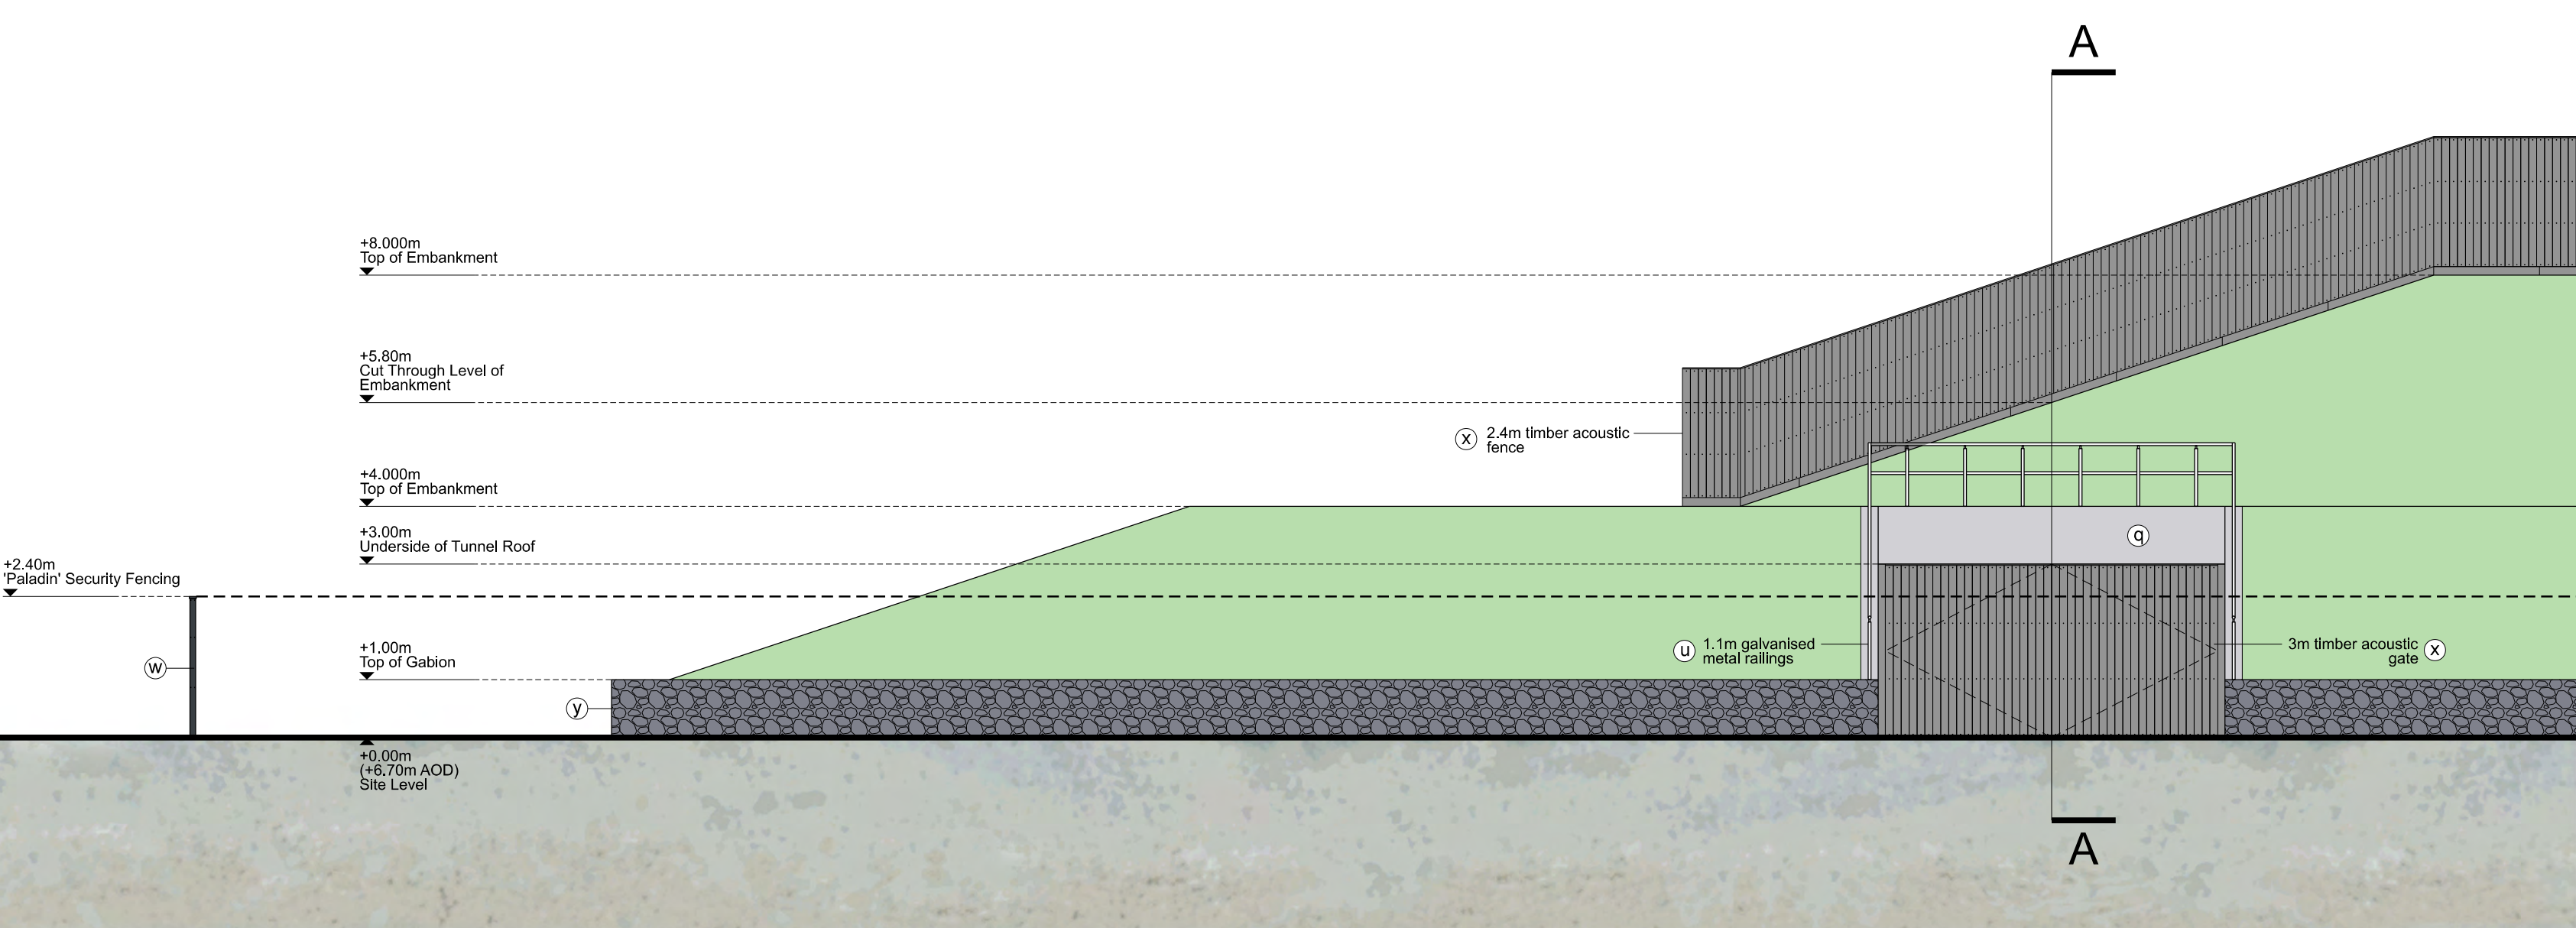 A
+8.000m
Top of Embankment
+5.80m
Cut Through Level of
Embankment
x 2.4m timber acoustic
fence
+4.000m
Top of Embankment
+3.00m
Underside of Tunnel Roof
q
+2.40m
'Paladin' Security Fencing
w
+1,00m
Top of Gabion
u 1.1m galvanised
metal railings
3m timber acoustic x
gate
y
+0.00m
(+6.70m AOD)
Site Level
A